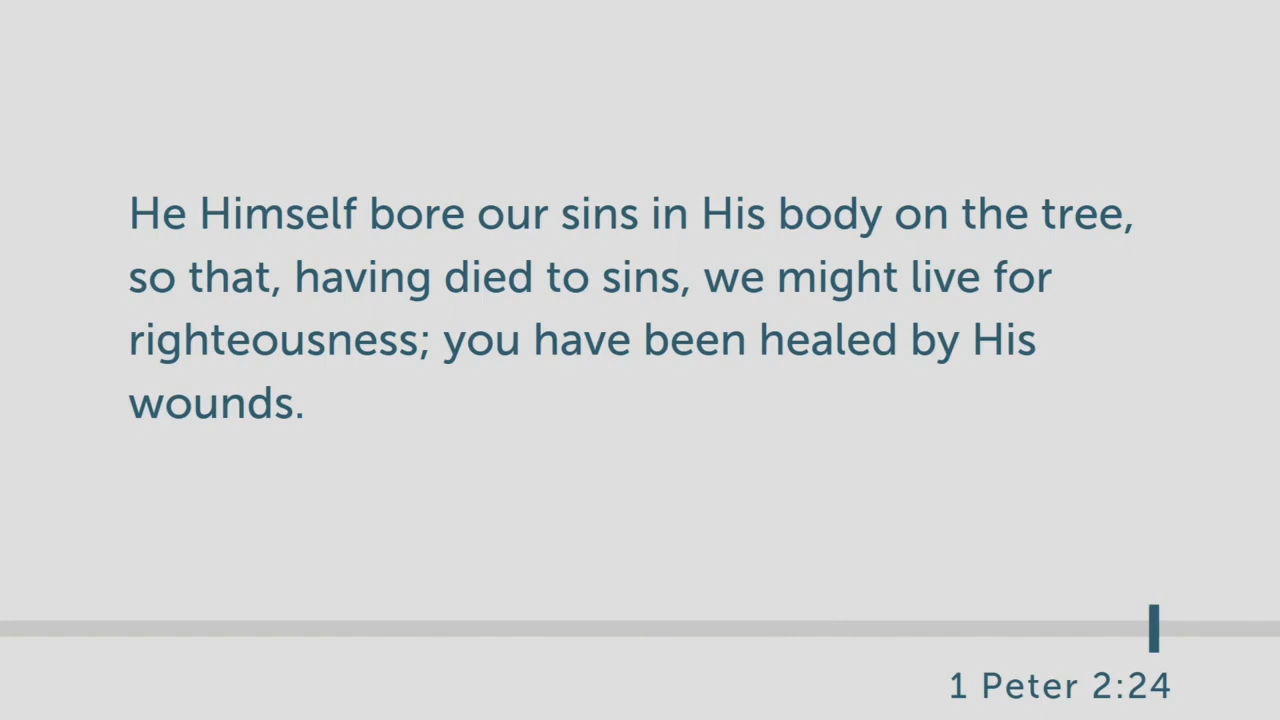 He Himself bore our sins in His body on the tree,
so that, having died to sins, we might live for
righteousness; you have been healed by His
wounds.
1 Peter 2:24